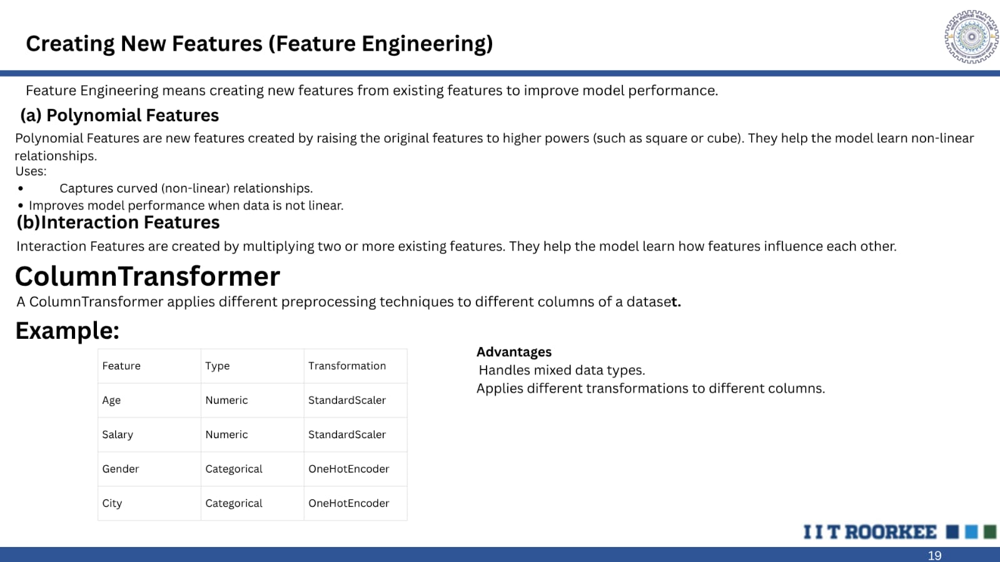 Creating New Features (Feature Engineering)
Feature Engineering means creating new features from existing features to improve model performance.
(a) Polynomial Features
Polynomial Features are new features created by raising the original features to higher powers (such as square or cube). They help the model learn non-linear
relationships.
Uses:
• Captures curved (non-linear) relationships.
• Improves model performance when data is not linear.
(b)Interaction Features
Interaction Features are created by multiplying two or more existing features. They help the model learn how features influence each other.
ColumnTransformer
A ColumnTransformer applies different preprocessing techniques to different columns of a dataset.
Example:
Feature Type Transformation
Age Numeric StandardScaler
Salary Numeric StandardScaler
Gender Categorical OneHotEncoder
City Categorical OneHotEncoder
Advantages
Handles mixed data types.
Applies different transformations to different columns.
IIT ROORKEE
19